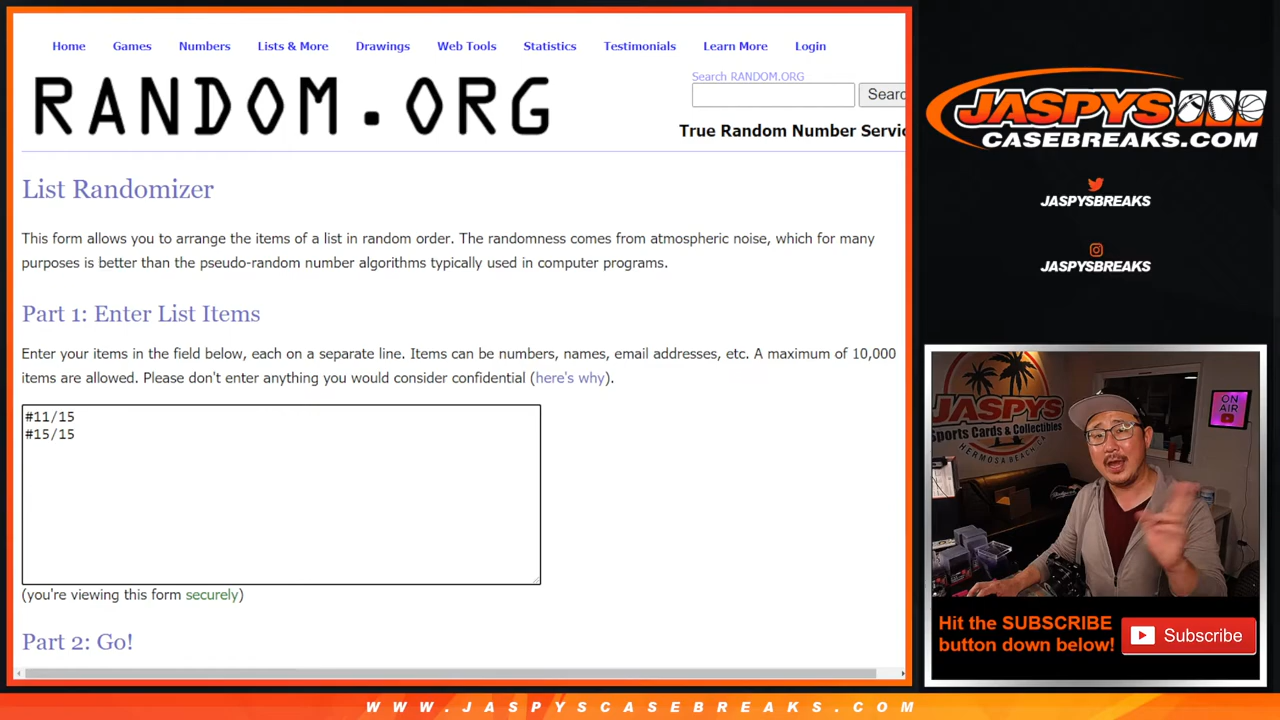 Home Games Numbers Lists & More Drawings Web Tools Statistics Testimonials Learn More Login
RANDOM.ORG
Search RANDOM.ORG
Searc
True Random Number Servic
List Randomizer
This form allows you to arrange the items of a list in random order. The randomness comes from atmospheric noise, which for many
purposes is better than the pseudo-random number algorithms typically used in computer programs.
Part 1: Enter List Items
Enter your items in the field below, each on a separate line. Items can be numbers, names, email addresses, etc. A maximum of 10,000
items are allowed. Please don't enter anything you would consider confidential (here's why).
#11/15
#15/15
(you're viewing this form securely)
Part 2: Go!
JASPYS
CASEBREAKS.COM
JASPYSBREAKS
JASPYSBREAKS
JASPYS
Sports Cards & Collectibles
HERMOSA BEACH, CA
ON
AIR
Hit the SUBSCRIBE
button down below!
Subscribe
WWW.JASPYSCASEBREAKS.COM